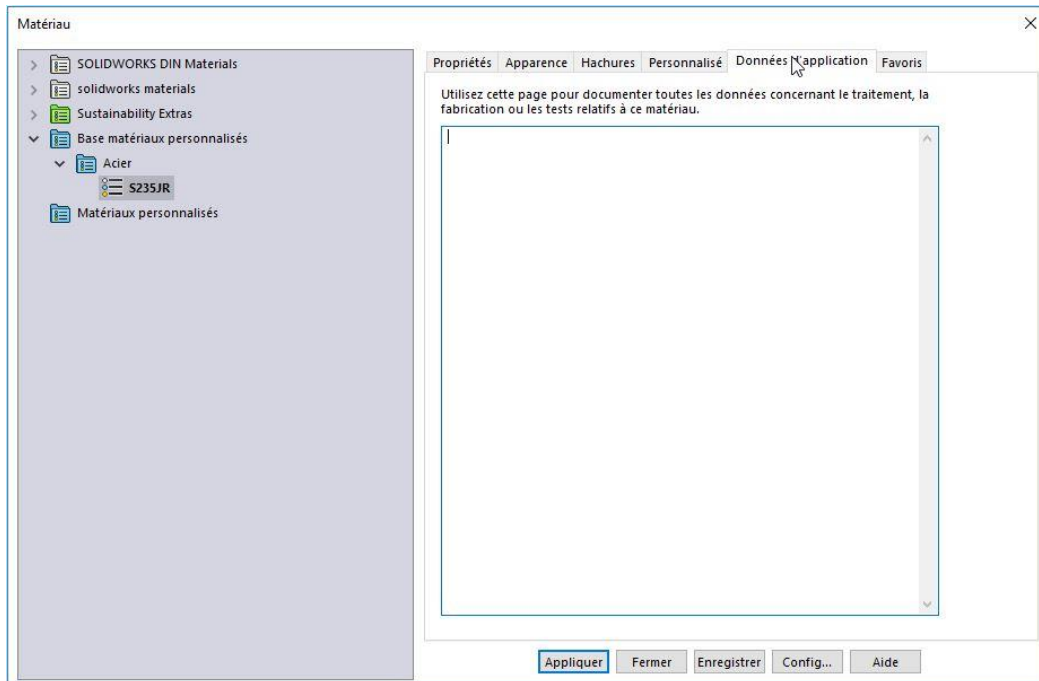 Matériau
SOLIDWORKS DIN Materials
solidworks materials
Sustainability Extras
Base matériaux personnalisés
Acier
S235JR
Matériaux personnalisés
Propriétés Apparence Hachures Personnalisé Données d'application Favoris
Utilisez cette page pour documenter toutes les données concernant le traitement, la
fabrication ou les tests relatifs à ce matériau.
Appliquer Fermer Enregistrer Config... Aide